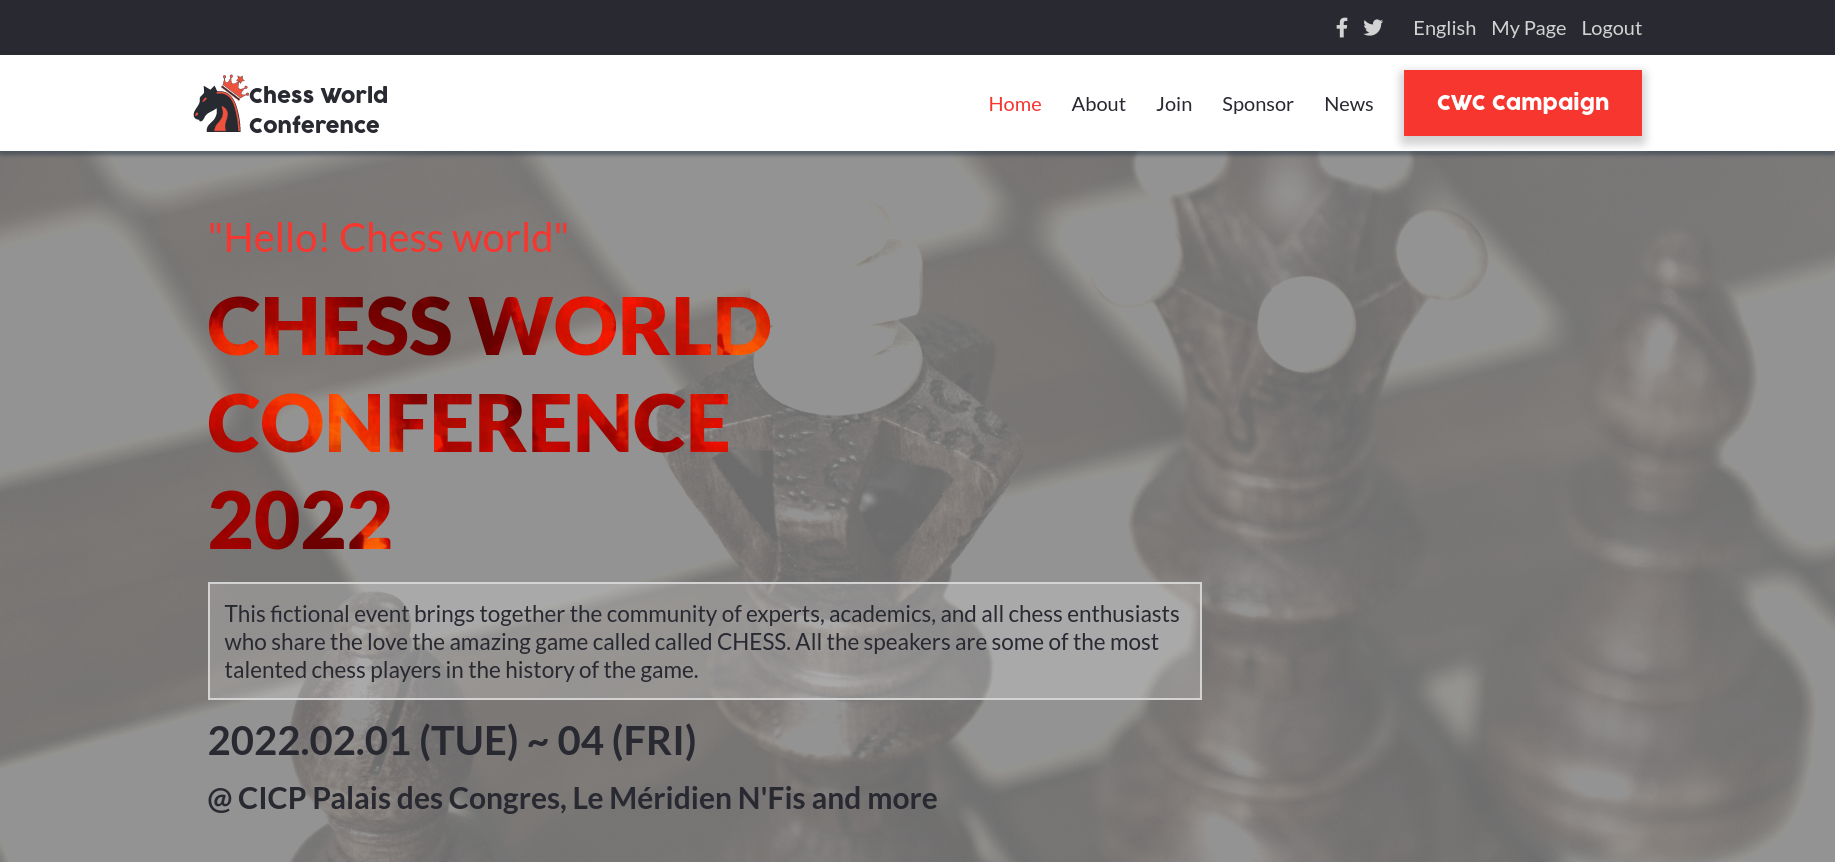 English My Page Logout
Chess World
Conference
Home About Join Sponsor News CWC Campaign
"Hello! Chess world"
CHESS WORLD
CONFERENCE
2022
This fictional event brings together the community of experts, academics, and all chess enthusiasts
who share the love the amazing game called called CHESS. All the speakers are some of the most
talented chess players in the history of the game.
2022.02.01 (TUE) ~ 04 (FRI)
@ CICP Palais des Congres, Le Méridien N'Fis and more